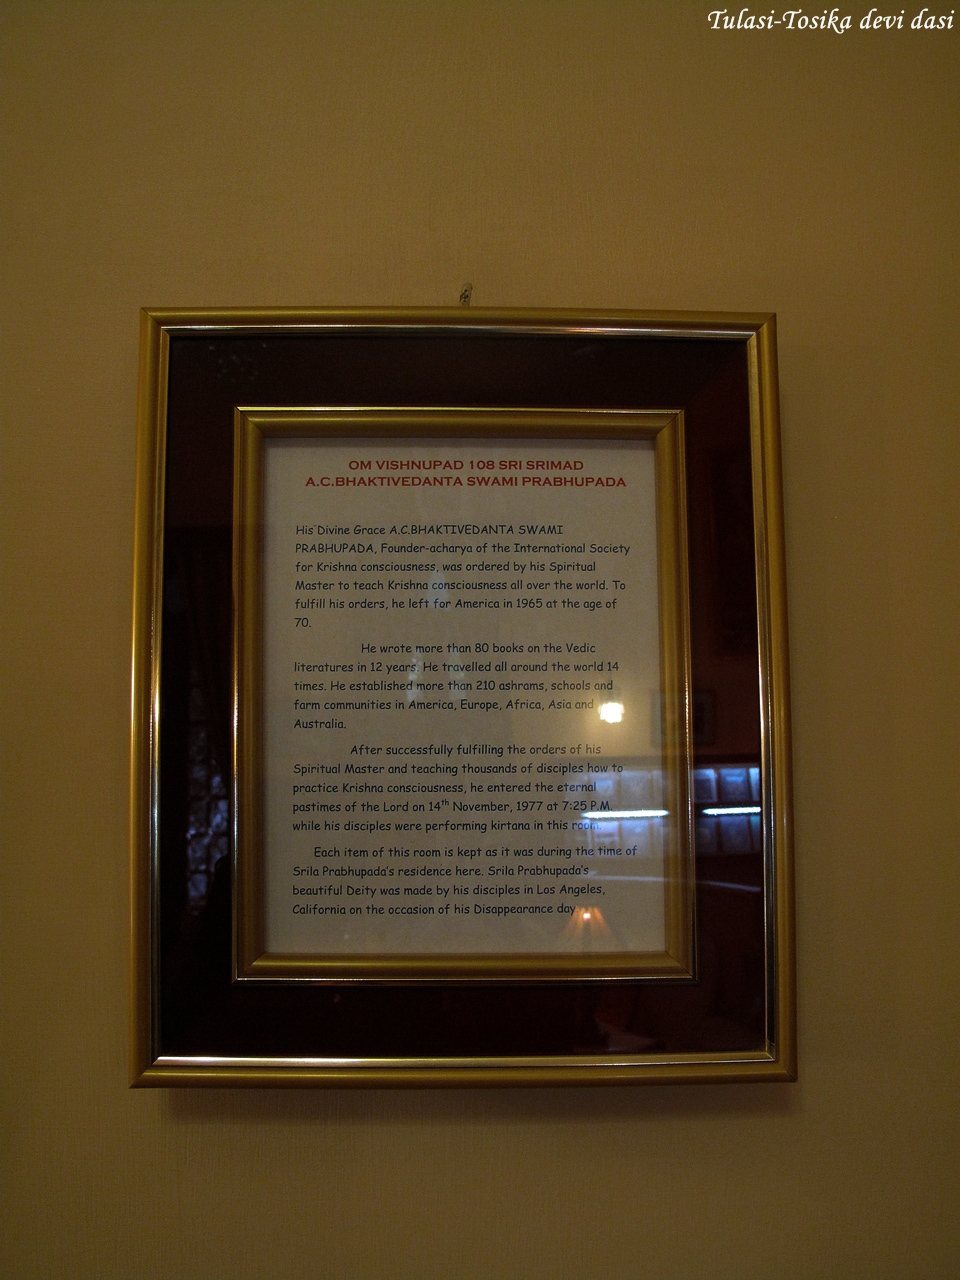 Tulasi-Tosika devi dasi
OM VISHNUPAD 108 SRI SRIMAD
A.C.BHAKTIVEDANTA SWAMI PRABHUPADA
His Divine Grace A.C.BHAKTIVEDANTA SWAMI
PRABHUPADA, Founder-acharya of the International Society
for Krishna consciousness, was ordered by his Spiritual
Master to teach Krishna consciousness all over the world. To
fulfill his orders, he left for America in 1965 at the age of
70.
He wrote more than 80 books on the Vedic
literatures in 12 years. He travelled all around the world 14
times. He established more than 210 ashrams, schools and
farm communities in America, Europe, Africa, Asia and
Australia.
After successfully fulfilling the orders of his
Spiritual Master and teaching thousands of disciples how to
practice Krishna consciousness, he entered the eternal
pastimes of the Lord on 14th November, 1977 at 7:25 P.M.
while his disciples were performing kirtana in this room.
Each item of this room is kept as it was during the time of
Srila Prabhupada's residence here. Srila Prabhupada's
beautiful Deity was made by his disciples in Los Angeles,
California on the occasion of his Disappearance day.